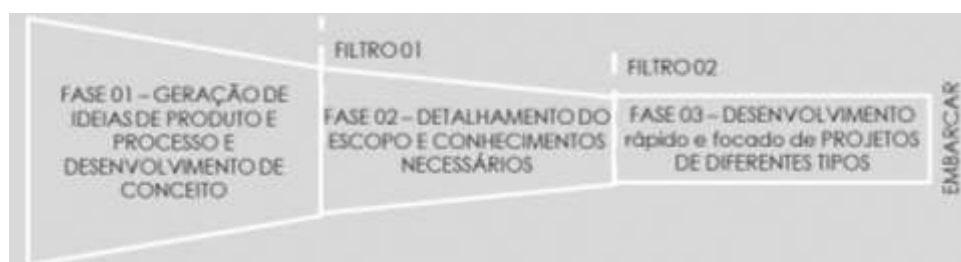 FILTRO 01
FILTRO 02
FASE 01 – GERAÇÃO DE
IDEIAS DE PRODUTO E
PROCESSO E
DESENVOLVIMENTO DE
CONCEITO
FASE 02 – DETALHAMENTO DO
ESCOPO E CONHECIMENTOS
NECESSÁRIOS
FASE 03 – DESENVOLVIMENTO
rápido e focado de PROJETOS
DE DIFERENTES TIPOS
EMBARCAR